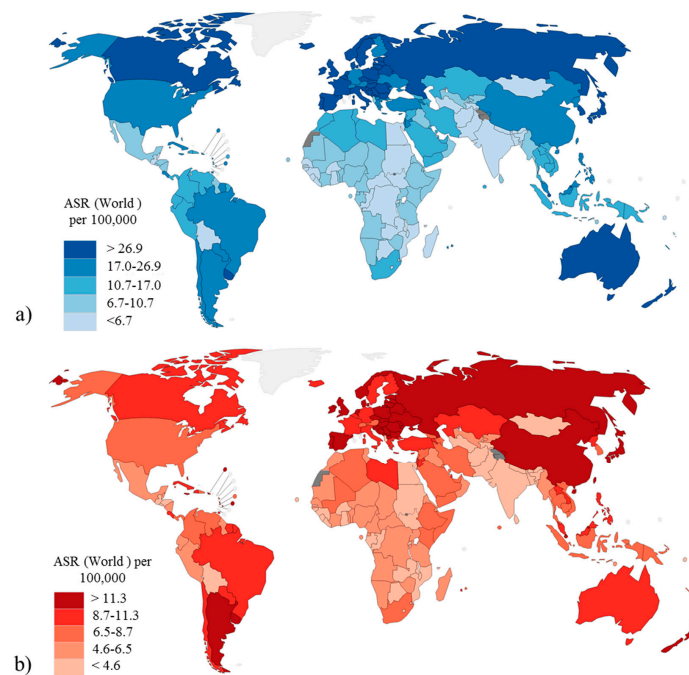 ASR (World)
per 100,000
> 26.9
17.0-26.9
10.7-17.0
6.7-10.7
<6.7
a)
ASR (World) per
100,000
> 11.3
8.7-11.3
6.5-8.7
4.6-6.5
< 4.6
b)